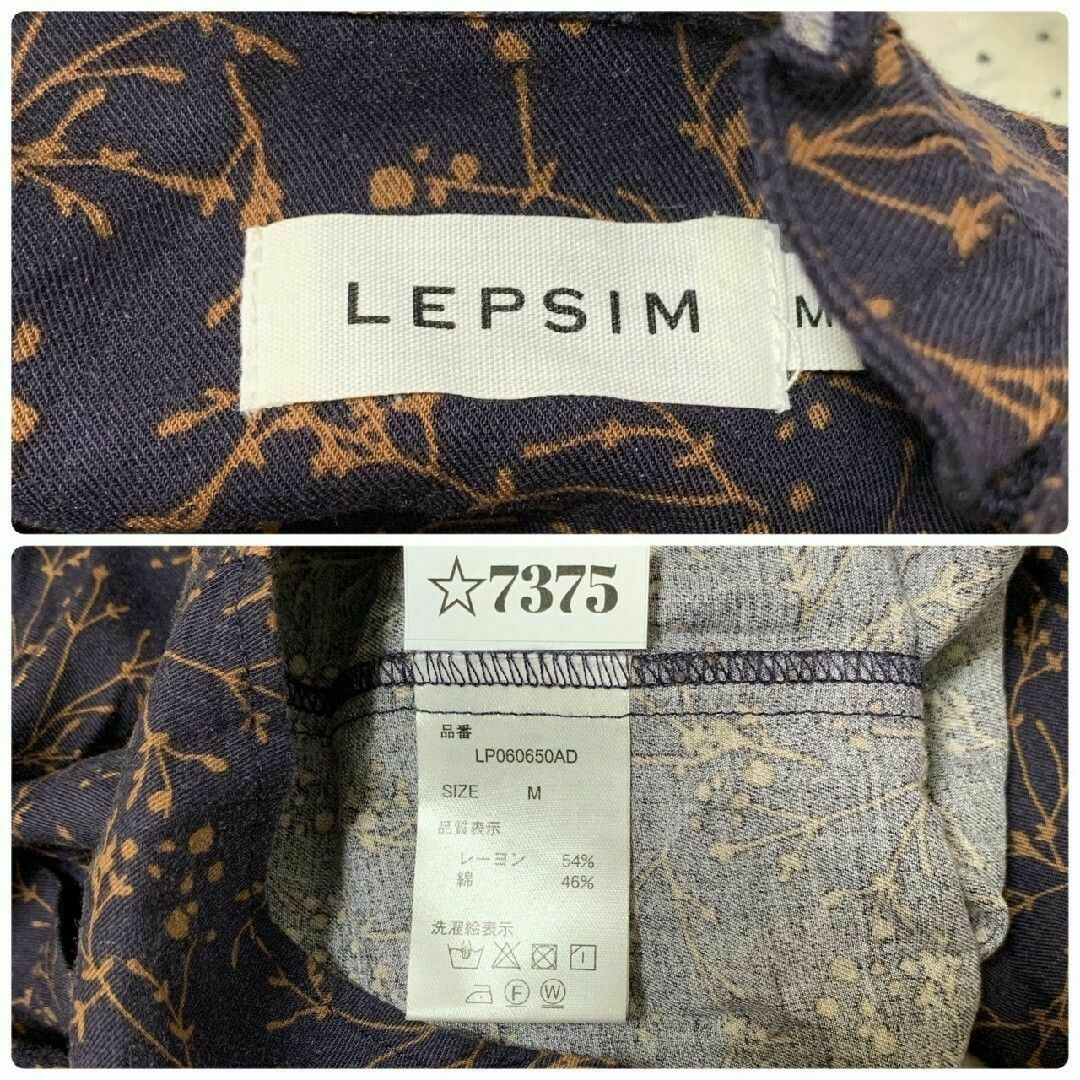 LEPSIM
M
☆7375
品番
LP060650AD
SIZE M
品質表示
レーヨン 54%
綿 46%
洗濯絵表示
F W